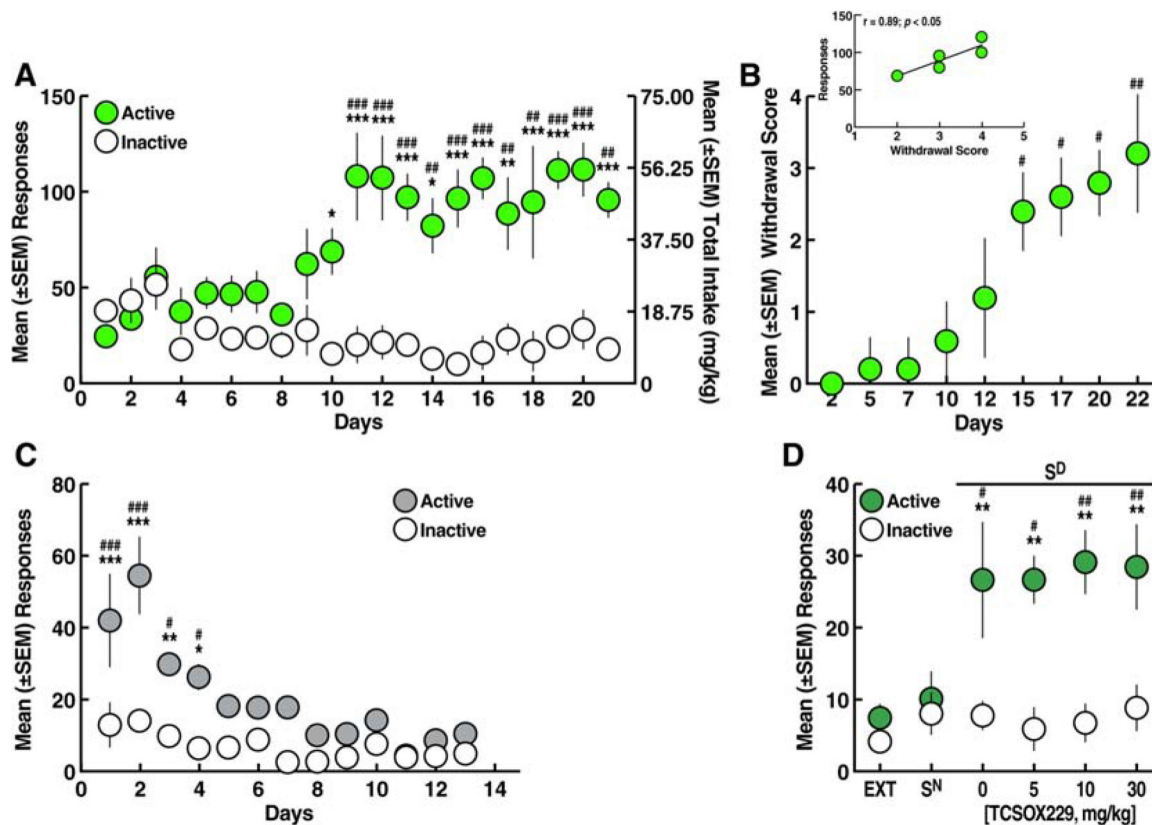 A
Active
Inactive
Mean (±SEM) Responses
150
100
50
0
###
***
###
***
###
***
##
*
###
***
###
***
##
**
##
***
###
***
###
***
##
***
*
75.00
56.25
37.50
18.75
0
Mean (±SEM) Total Intake (mg/kg)
0 2 4 6 8 10 12 14 16 18 20
Days
B
r = 0.89; p < 0.05
Responses
150
100
50
0
1 2 3 4 5
Withdrawal Score
Mean (±SEM) Withdrawal Score
4
3
2
1
0
# # # ##
2 5 7 10 12 15 17 20 22
Days
C
Active
Inactive
Mean (±SEM) Responses
80
60
40
20
0
###
***
###
***
#
**
#
*
0 2 4 6 8 10 12 14
Days
D
Active
Inactive
Mean (±SEM) Responses
40
30
20
10
0
SD
#
**
#
**
##
**
##
**
EXT SN 0 5 10 30
[TCSOX229, mg/kg]